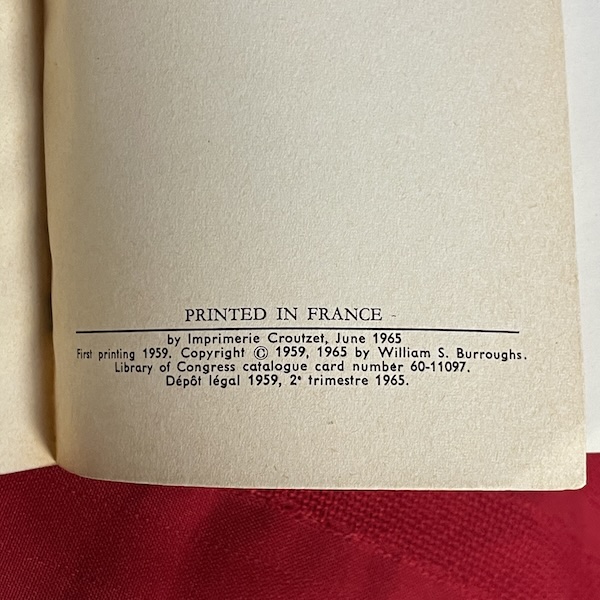 PRINTED IN FRANCE -
by Imprimerie Croutzet, June 1965
First printing 1959. Copyright © 1959, 1965 by William S. Burroughs.
Library of Congress catalogue card number 60-11097.
Dépôt légal 1959, 2e trimestre 1965.